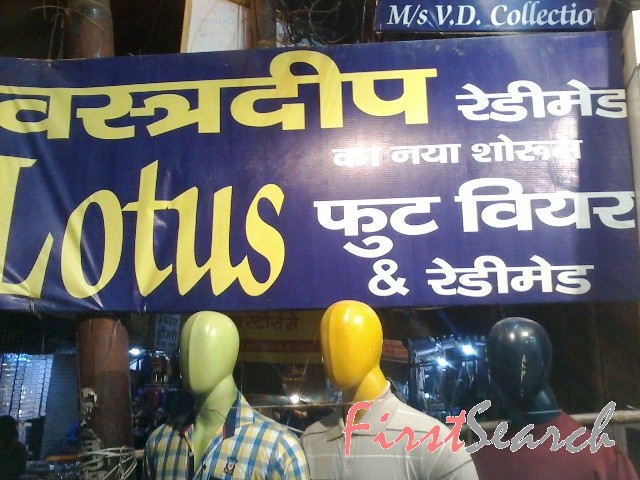 M/s V.D. Collection
वस्त्रदीप रेडीमेड
का नया शोरूम
Lotus फुट वियर
& रेडीमेड
FirstSearch